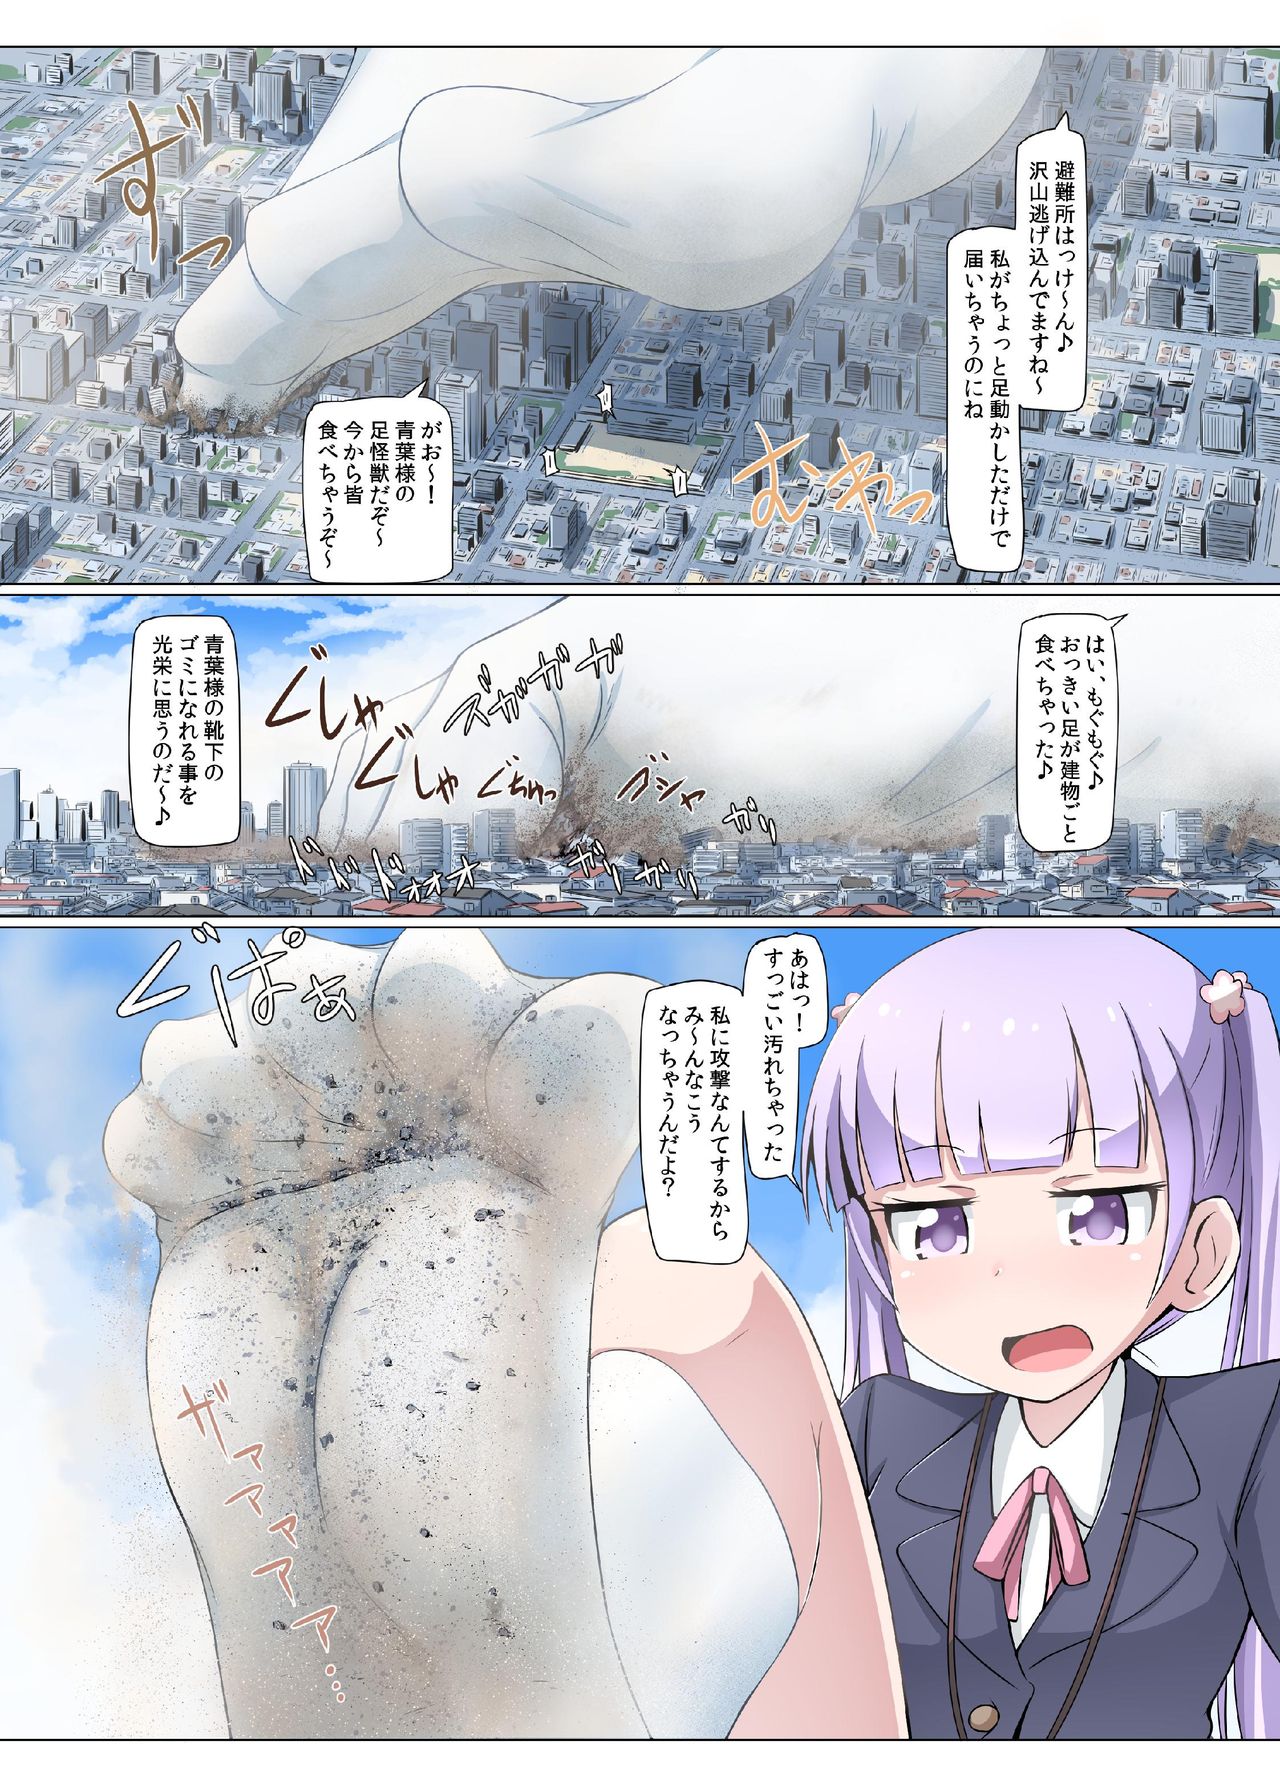 避難所はっけ～ん♪
沢山逃げ込んでますね～
私がちょっと足動かしただけで
届いちゃうのにね
ずっ
むわっ
がお～！
青葉様の
足怪獣だぞ～
今から皆
食べちゃうぞ～
はい、もぐもぐ♪
おっきい足が建物ごと
食べちゃった♪
ズガガガガ
ぐしゃ
ぐしゃ
ぐちゅっ
グシャ
ガリ
ガリガリ
ドドドドォォォ
青葉様の靴下の
ゴミになれる事を
光栄に思うのだ～♪
あはっ！
すっごい汚れちゃった
私に攻撃なんてするから
み～んなこう
なっちゃうんだよ？
ぐぱぁ
ザァァァァァァ…